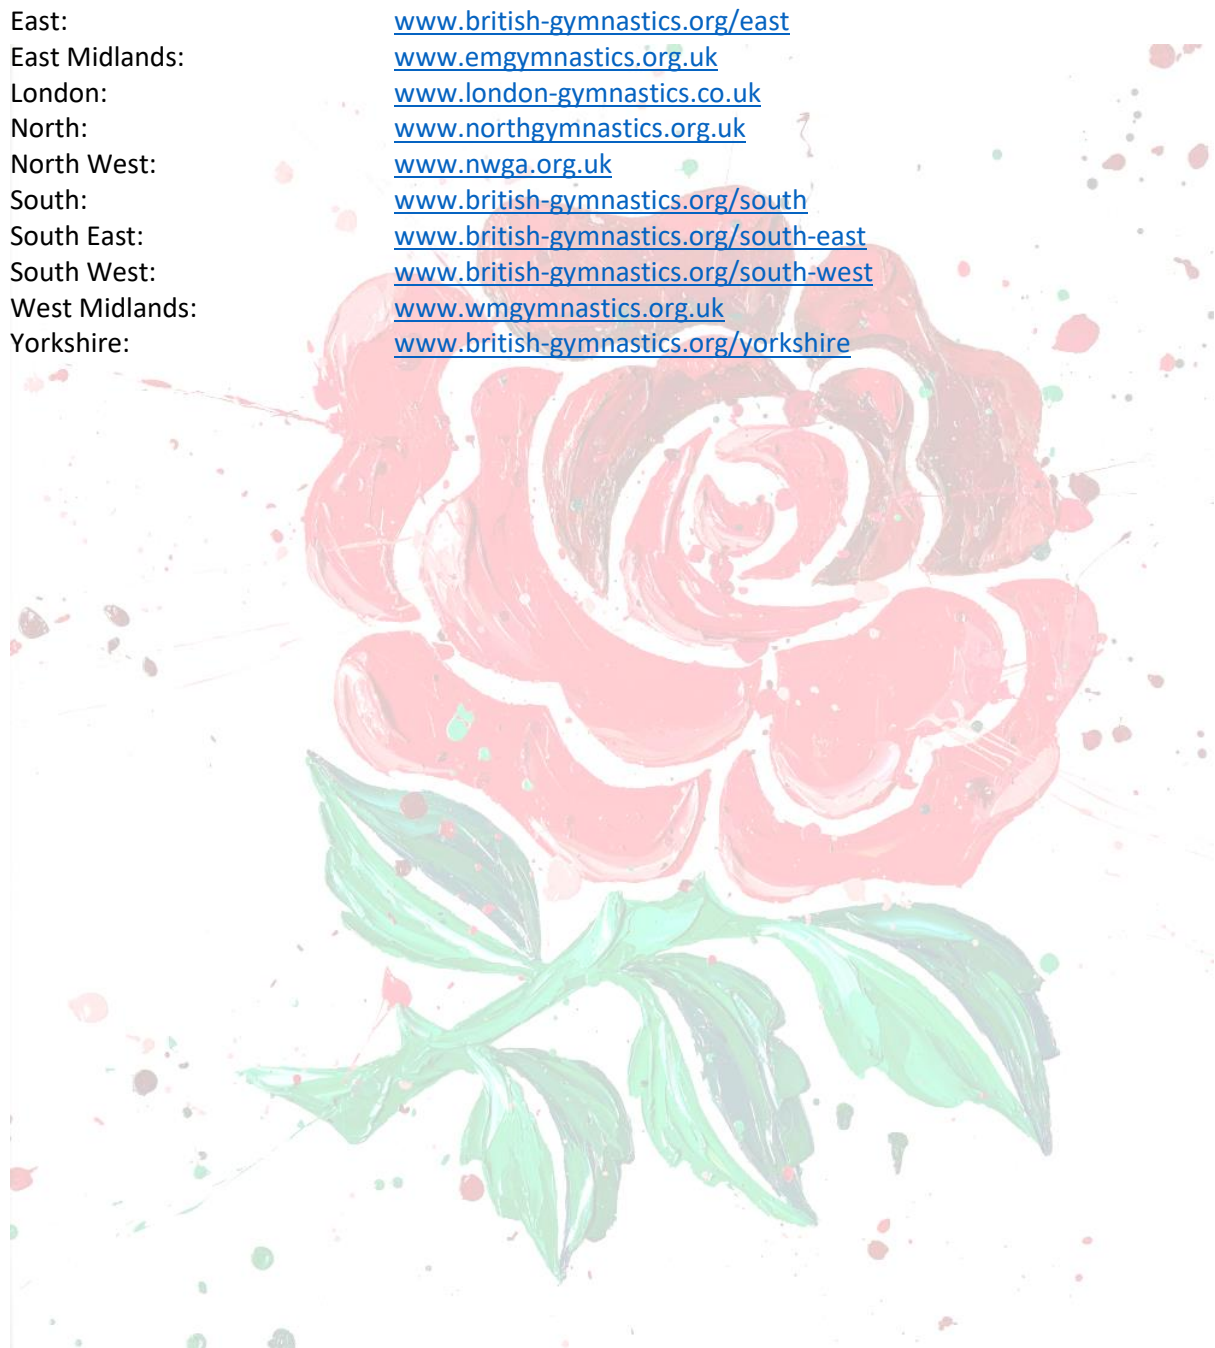 East: www.british-gymnastics.org/east
East Midlands: www.emgymnastics.org.uk
London: www.london-gymnastics.co.uk
North: www.northgymnastics.org.uk
North West: www.nwga.org.uk
South: www.british-gymnastics.org/south
South East: www.british-gymnastics.org/south-east
South West: www.british-gymnastics.org/south-west
West Midlands: www.wmgymnastics.org.uk
Yorkshire: www.british-gymnastics.org/yorkshire